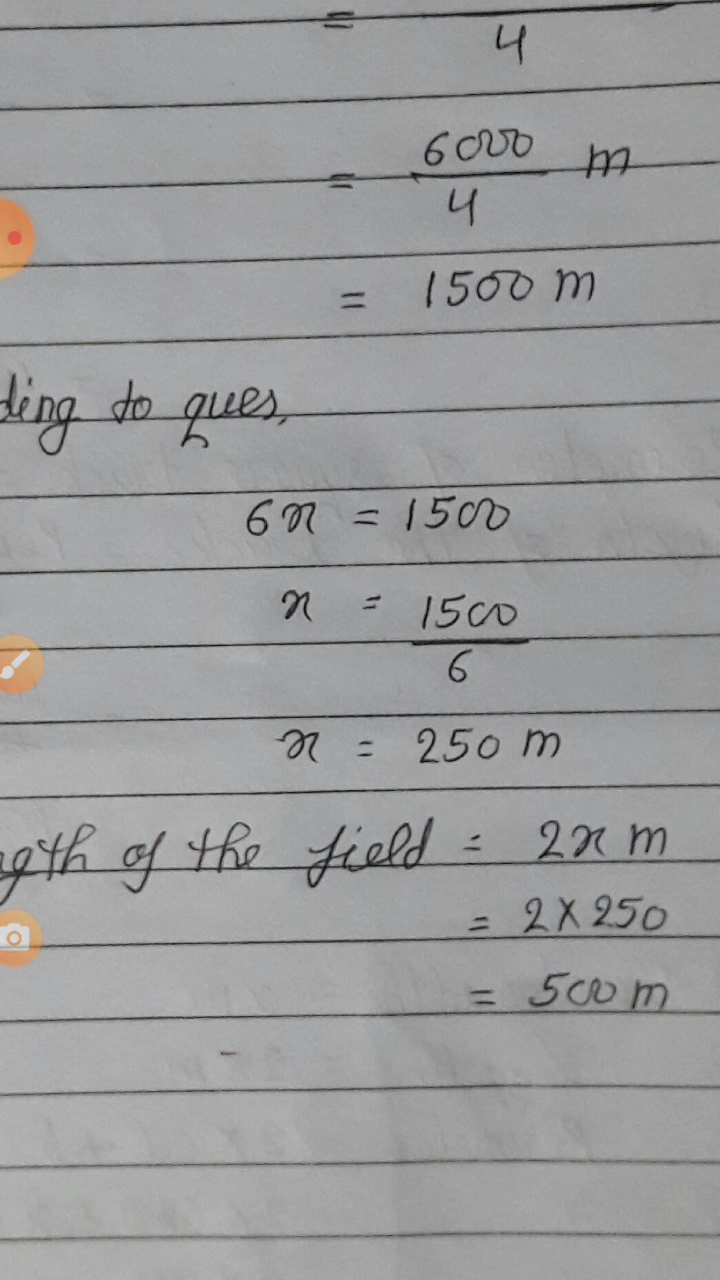 = 
4
= 6000/4 m
= 1500 m
ding to ques.
6x = 1500
x = 1500/6
x = 250 m
ngth of the field = 2x m
= 2 × 250
= 500 m